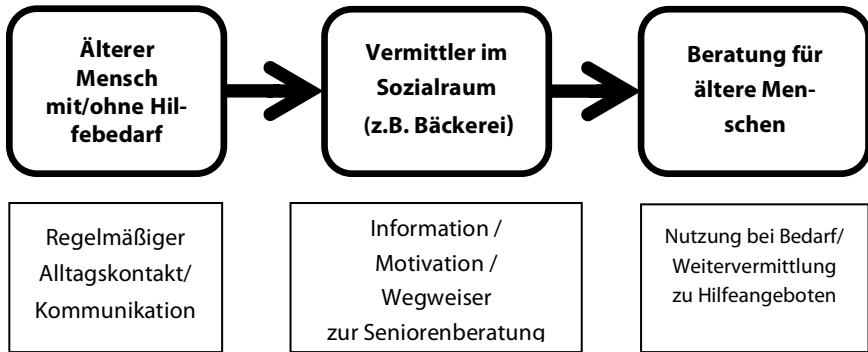 Älterer
Mensch
mit/ohne Hil-
febedarf
Vermittler im
Sozialraum
(z.B. Bäckerei)
Beratung für
ältere Men-
schen
Regelmäßiger
Alltagskontakt/
Kommunikation
Information /
Motivation /
Wegweiser
zur Seniorenberatung
Nutzung bei Bedarf/
Weitervermittlung
zu Hilfeangeboten